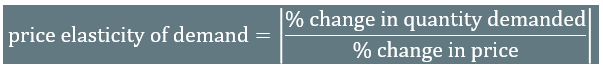 price elasticity of demand = |% change in quantity demanded / % change in price|